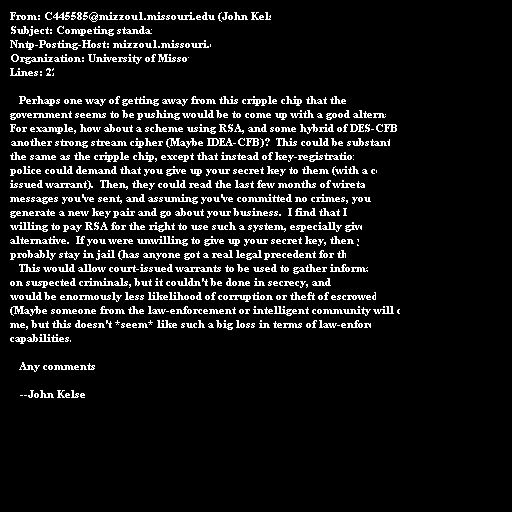 From: C445585@mizzou1.missouri.edu (John Kels
Subject: Competing standa
Nntp-Posting-Host: mizzou1.missouri.
Organization: University of Misso
Lines: 22

Perhaps one way of getting away from this cripple chip that the
government seems to be pushing would be to come up with a good altern
For example, how about a scheme using RSA, and some hybrid of DES-CFB
another strong stream cipher (Maybe IDEA-CFB)?  This could be substant
the same as the cripple chip, except that instead of key-registratio
police could demand that you give up your secret key to them (with a c
issued warrant).  Then, they could read the last few months of wireta
messages you've sent, and assuming you've committed no crimes, you
generate a new key pair and go about your business.  I find that I
willing to pay RSA for the right to use such a system, especially giv
alternative.  If you were unwilling to give up your secret key, then
probably stay in jail (has anyone got a real legal precedent for th
This would allow court-issued warrants to be used to gather inform
on suspected criminals, but it couldn't be done in secrecy, and
would be enormously less likelihood of corruption or theft of escrowed
(Maybe someone from the law-enforcement or intelligent community will c
me, but this doesn't *seem* like such a big loss in terms of law-enforc
capabilities.

Any comments

--John Kelse